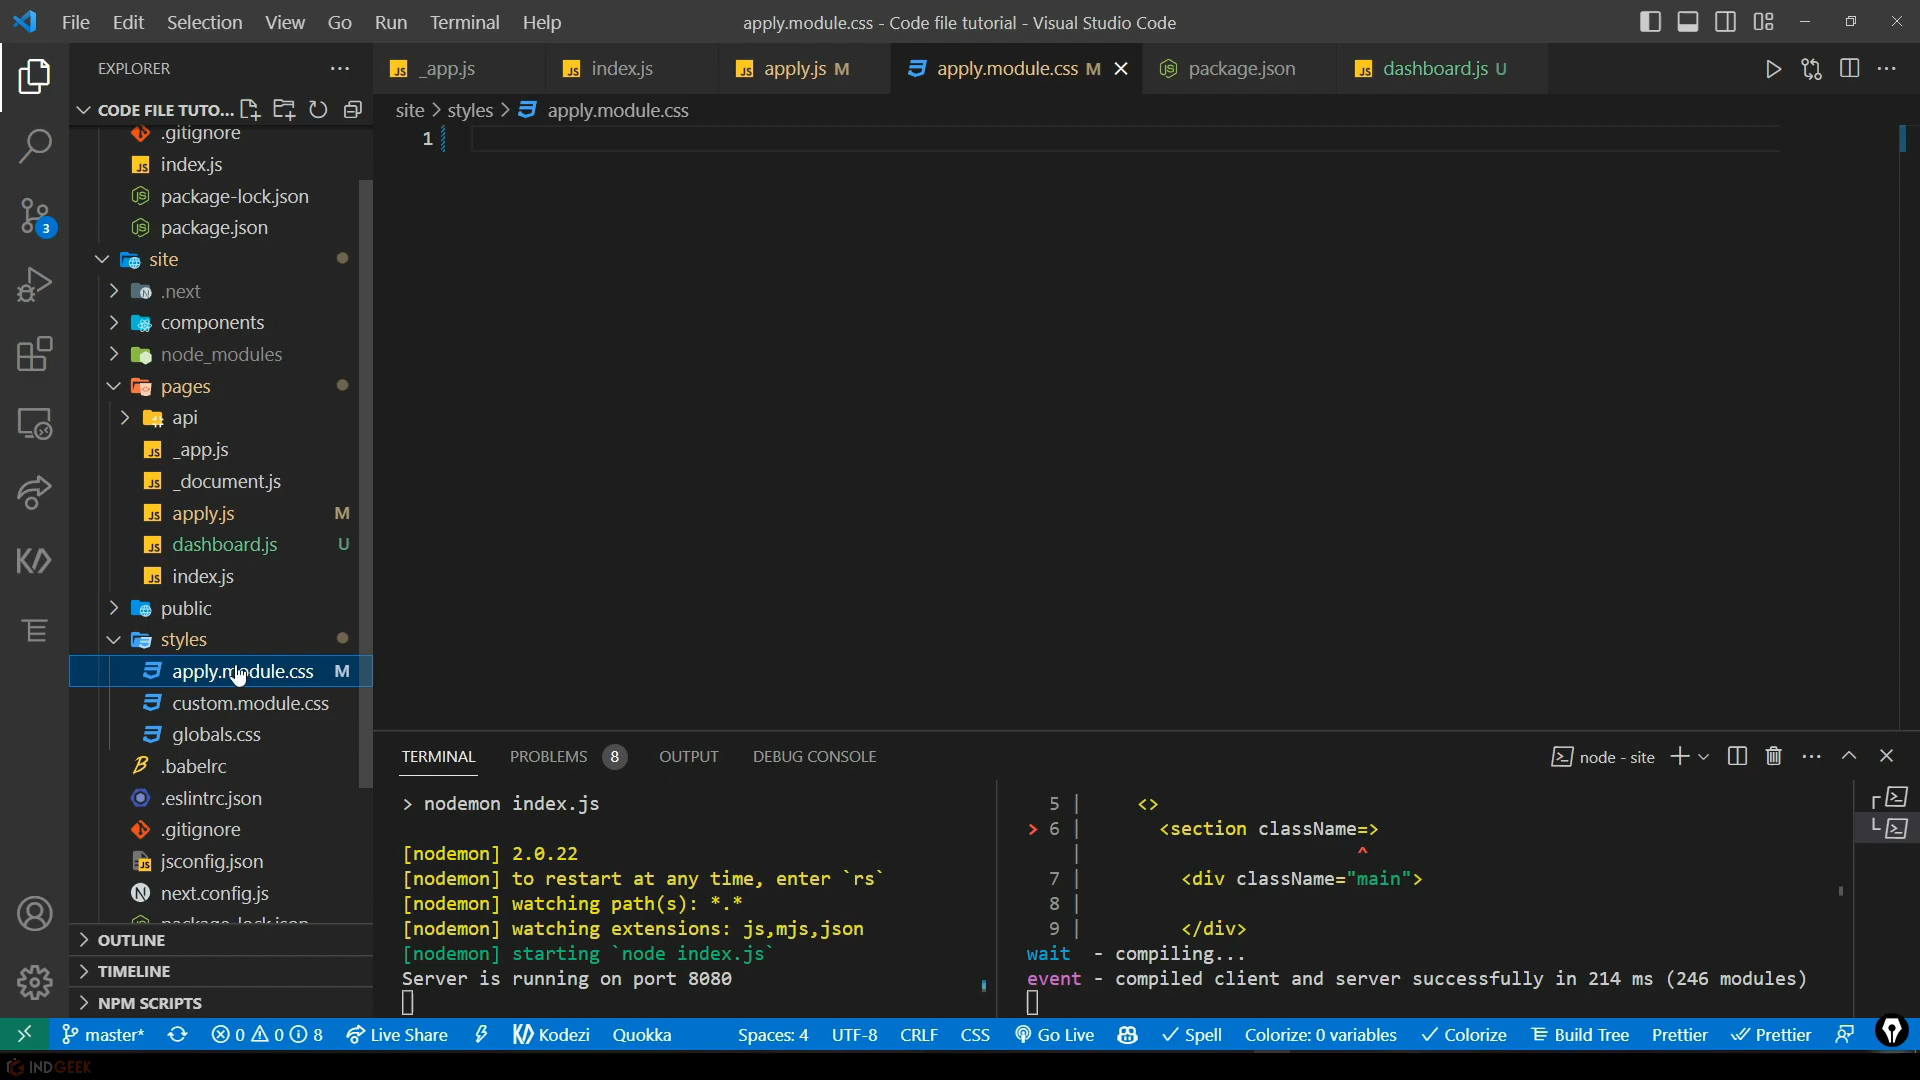 File Edit Selection View Go Run Terminal Help
apply.module.css - Code file tutorial - Visual Studio Code
EXPLORER
_app.js
index.js
apply.js M
apply.module.css M
package.json
dashboard.js U
CODE FILE TUTO...
site > styles > apply.module.css
1
.gitignore
index.js
package-lock.json
package.json
site
.next
components
node_modules
pages
api
_app.js
_document.js
apply.js M
dashboard.js U
index.js
public
styles
apply.module.css M
custom.module.css
globals.css
.babelrc
.eslintrc.json
.gitignore
jsconfig.json
next.config.js
package-lock.json
OUTLINE
TIMELINE
NPM SCRIPTS
3
TERMINAL PROBLEMS 8 OUTPUT DEBUG CONSOLE
node - site
> nodemon index.js
[nodemon] 2.0.22
[nodemon] to restart at any time, enter `rs`
[nodemon] watching path(s): *.*
[nodemon] watching extensions: js,mjs,json
[nodemon] starting `node index.js`
Server is running on port 8080
5 | <>
> 6 | <section className=>
| ^
7 | <div className="main">
8 |
9 | </div>
wait - compiling...
event - compiled client and server successfully in 214 ms (246 modules)
master* 0 0 8 Live Share Kodezi Quokka Spaces: 4 UTF-8 CRLF CSS Go Live Spell Colorize: 0 variables Colorize Build Tree Prettier Prettier
INDGEEK